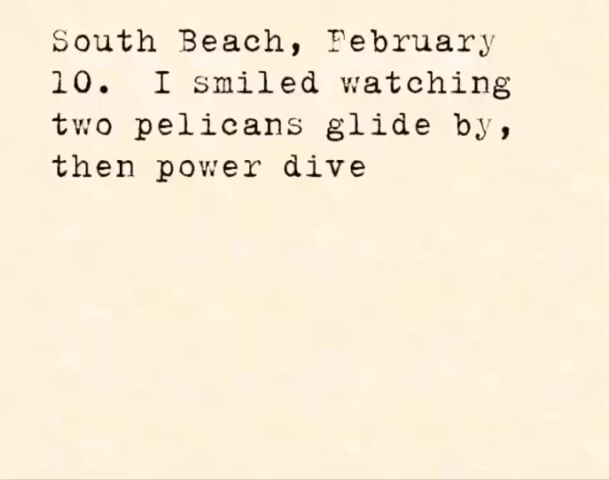 South Beach, February
10.  I smiled watching
two pelicans glide by,
then power dive